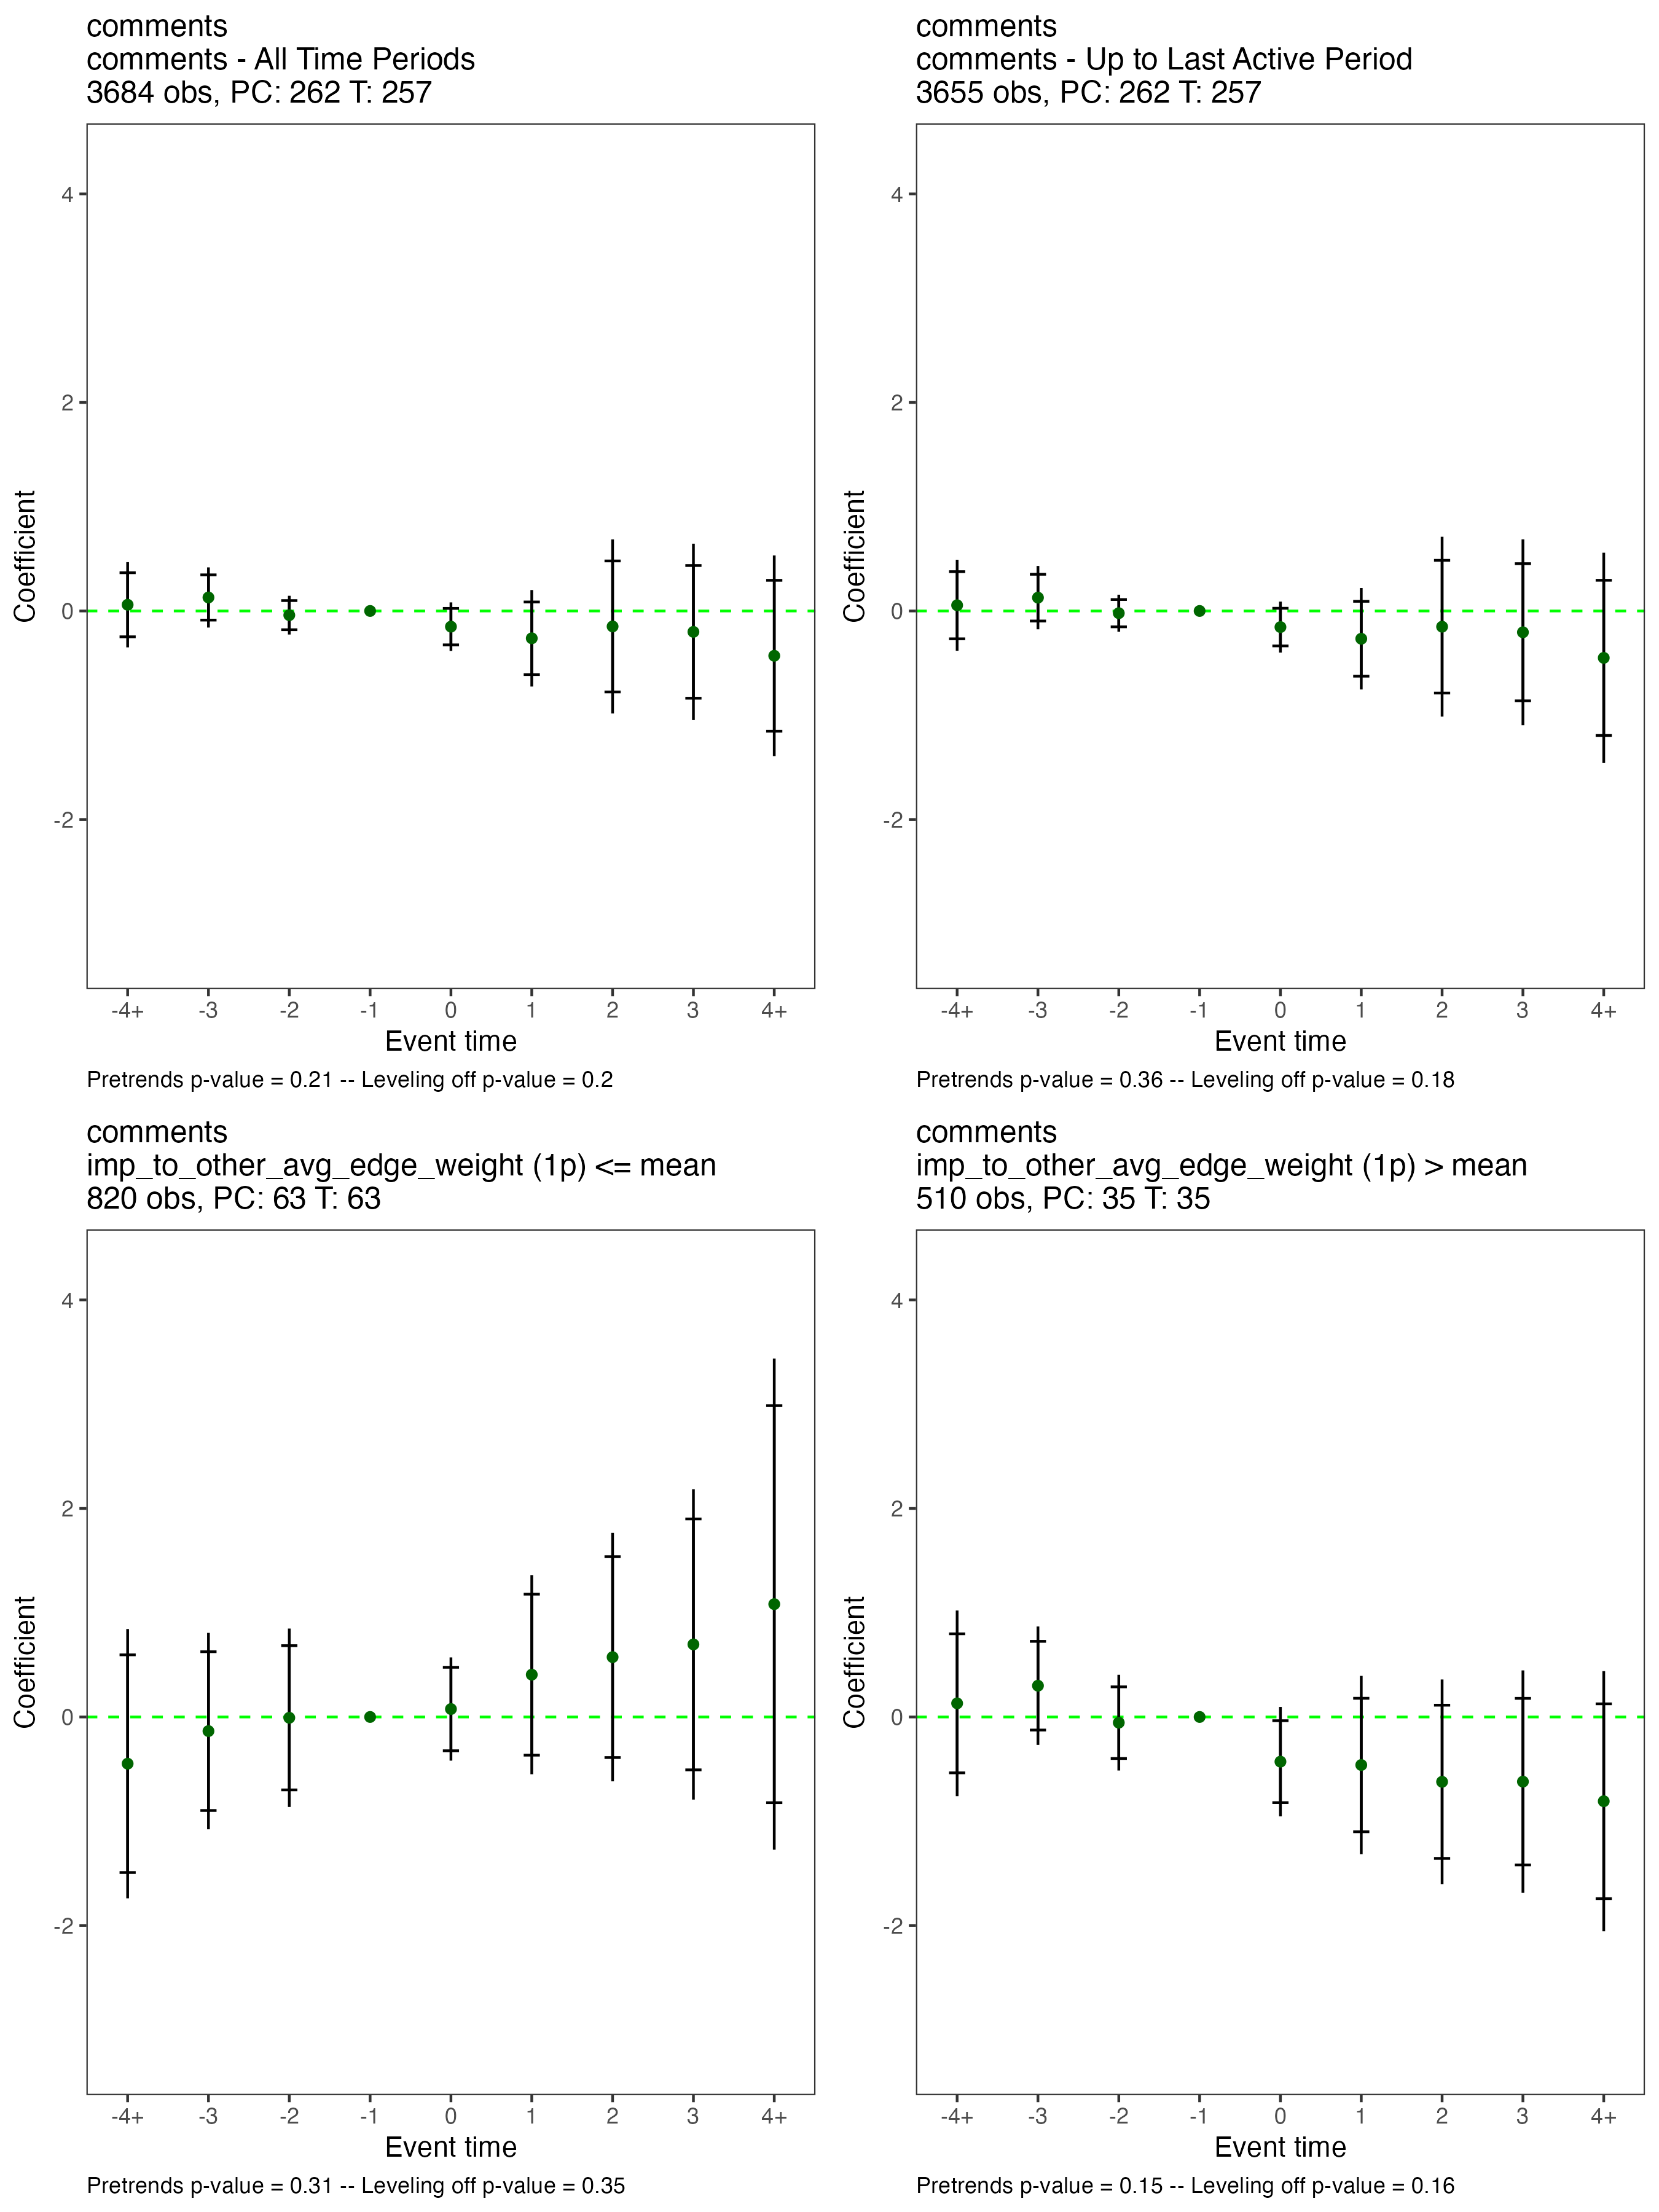 comments
comments - All Time Periods
3684 obs, PC: 262 T: 257
4
2
0
-2
Coefficient
-4+ -3 -2 -1 0 1 2 3 4+
Event time
Pretrends p-value = 0.21 -- Leveling off p-value = 0.2
comments
comments - Up to Last Active Period
3655 obs, PC: 262 T: 257
4
2
0
-2
Coefficient
-4+ -3 -2 -1 0 1 2 3 4+
Event time
Pretrends p-value = 0.36 -- Leveling off p-value = 0.18
comments
imp_to_other_avg_edge_weight (1p) <= mean
820 obs, PC: 63 T: 63
4
2
0
-2
Coefficient
-4+ -3 -2 -1 0 1 2 3 4+
Event time
Pretrends p-value = 0.31 -- Leveling off p-value = 0.35
comments
imp_to_other_avg_edge_weight (1p) > mean
510 obs, PC: 35 T: 35
4
2
0
-2
Coefficient
-4+ -3 -2 -1 0 1 2 3 4+
Event time
Pretrends p-value = 0.15 -- Leveling off p-value = 0.16